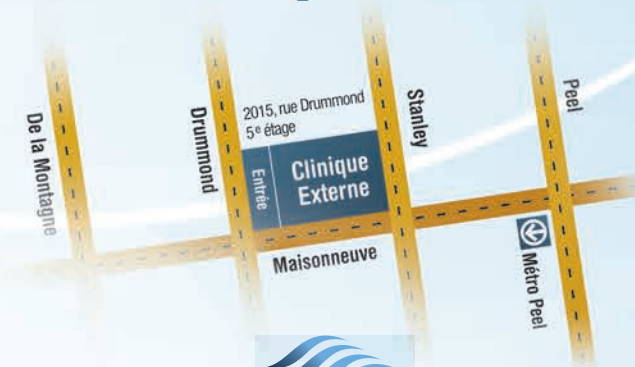 2015, rue Drummond
5e étage
Clinique
Externe
Entrée
De la Montagne
Drummond
Stanley
Peel
Maisonneuve
Métro Peel